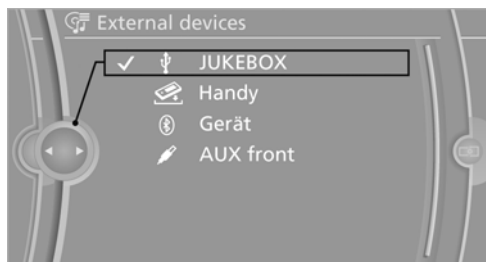 External devices
JUKEBOX
Handy
Gerät
AUX front